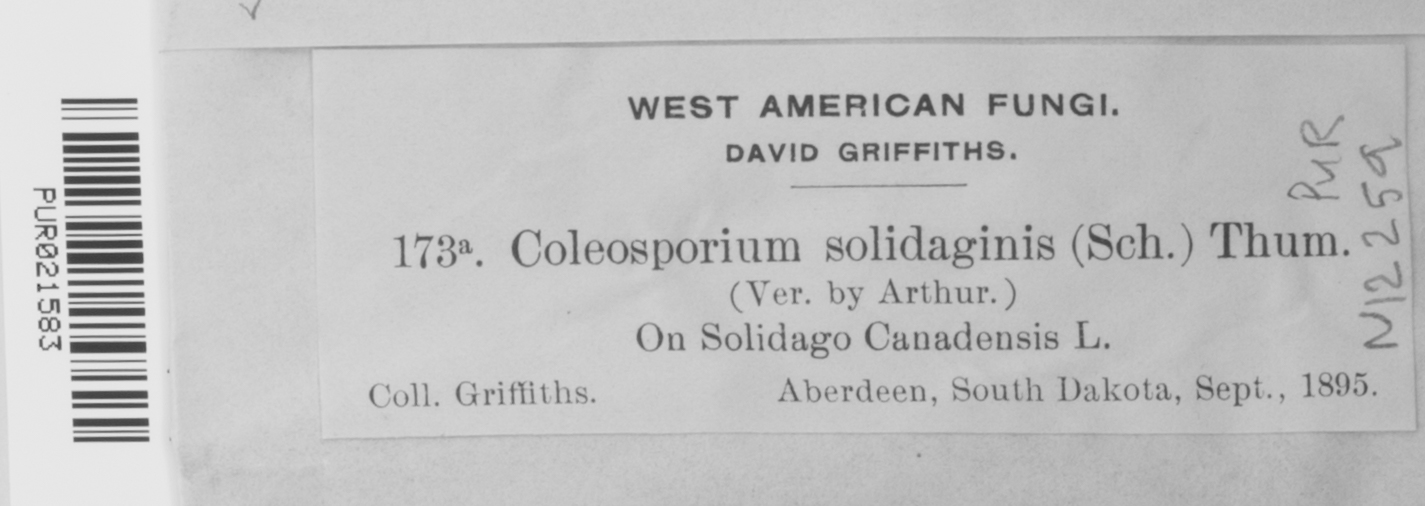 WEST AMERICAN FUNGI.
DAVID GRIFFITHS.
173ª. Coleosporium solidaginis (Sch.) Thum.
(Ver. by Arthur.)
On Solidago Canadensis L.
Coll. Griffiths. Aberdeen, South Dakota, Sept., 1895.
PUR
N12259
PUR021583